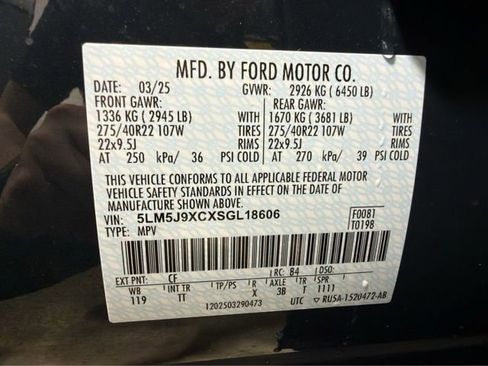 MFD. BY FORD MOTOR CO.
DATE: 03/25 GVWR: 2926 KG ( 6450 LB)
FRONT GAWR: REAR GAWR:
1336 KG ( 2945 LB) WITH 1670 KG ( 3681 LB) WITH
275/40R22 107W TIRES 275/40R22 107W TIRES
22x9.5J RIMS 22x9.5J RIMS
AT 250 kPa/ 36 PSI COLD AT 270 kPa/ 39 PSI COLD
THIS VEHICLE CONFORMS TO ALL APPLICABLE FEDERAL MOTOR
VEHICLE SAFETY STANDARDS IN EFFECT ON THE DATE OF
MANUFACTURE SHOWN ABOVE.
VIN: 5LM5J9XCXSGL18606 F0081
TYPE: MPV T0198
EXT PNT: CF RC: 84 DSO:
WB INT TR TP/PS R AXLE TR SPR
119 TT X 3B T 1111
1202503290473 UTC RU5A-1520472-AB